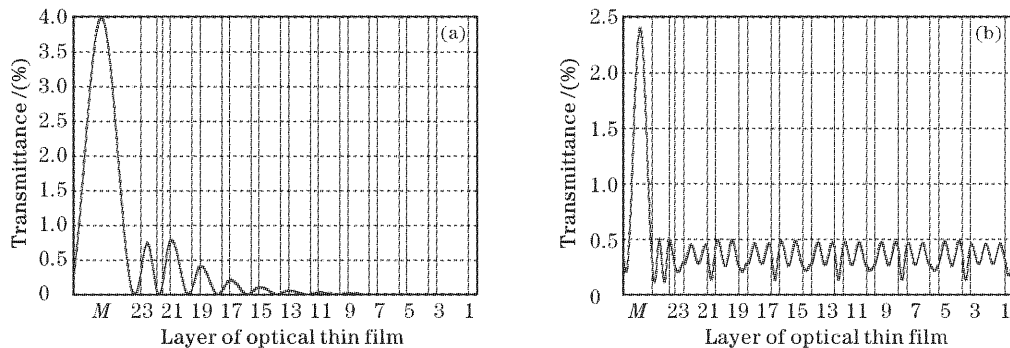 (a)
Transmittance /(%)
4.0
3.5
3.0
2.5
2.0
1.5
1.0
0.5
0
M 23 21 19 17 15 13 11 9 7 5 3 1
Layer of optical thin film
(b)
Transmittance /(%)
2.5
2.0
1.5
1.0
0.5
0
M 23 21 19 17 15 13 11 9 7 5 3 1
Layer of optical thin film